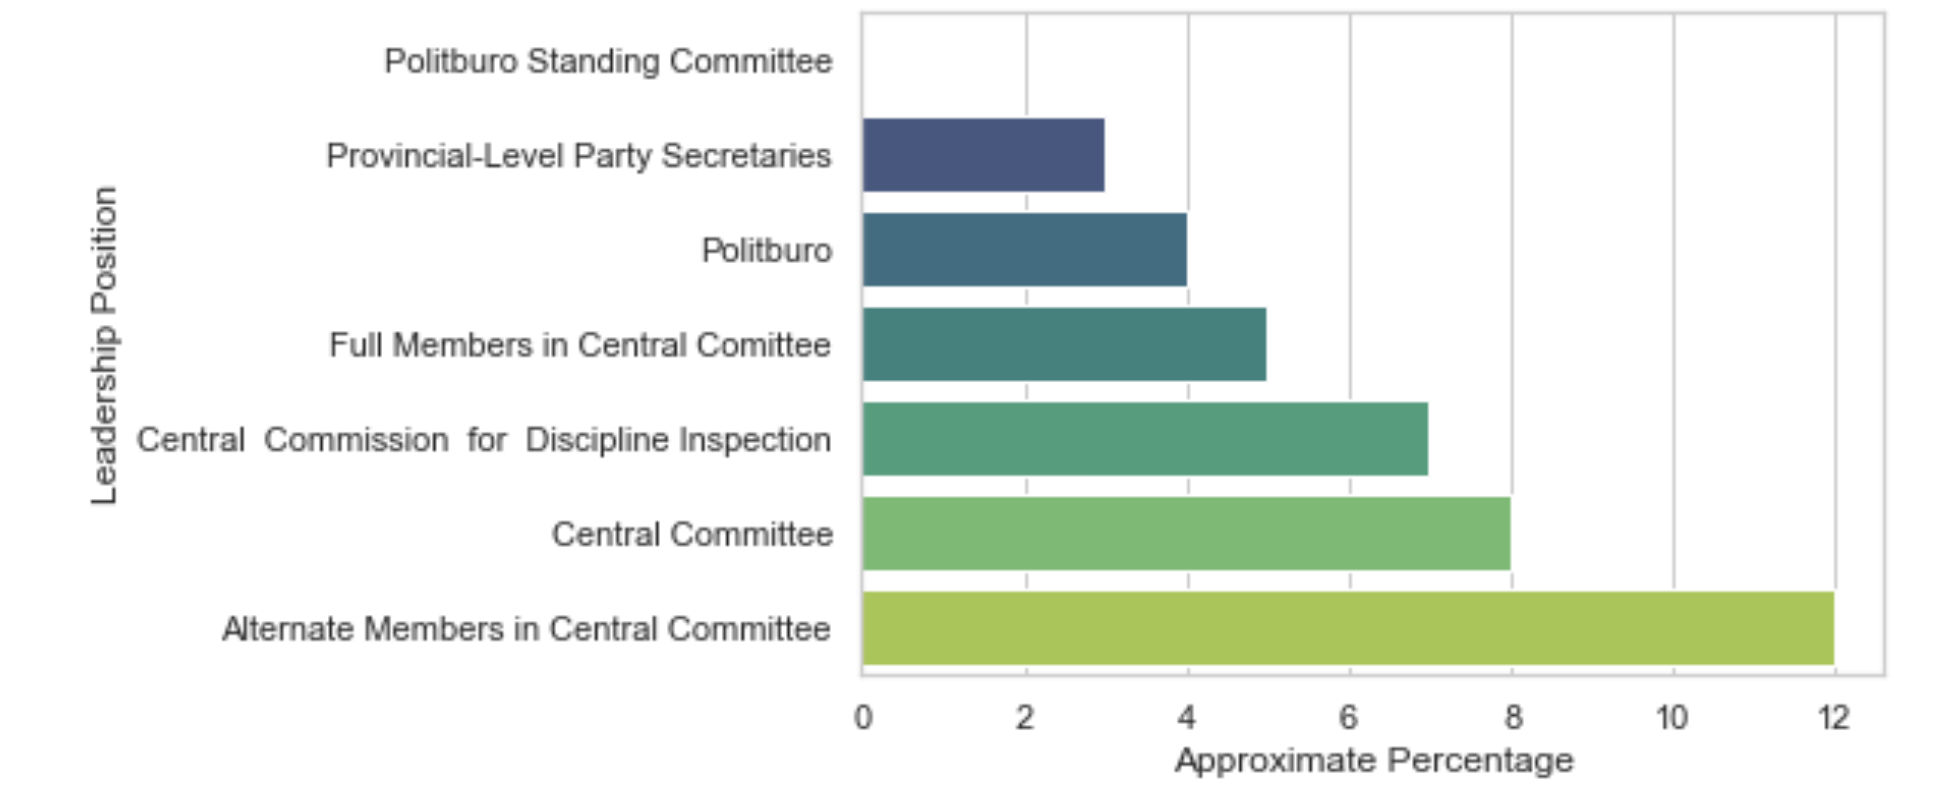 Politburo Standing Committee
Provincial-Level Party Secretaries
Politburo
Full Members in Central Comittee
Central Commission for Discipline Inspection
Central Committee
Alternate Members in Central Committee
Leadership Position
0 2 4 6 8 10 12
Approximate Percentage